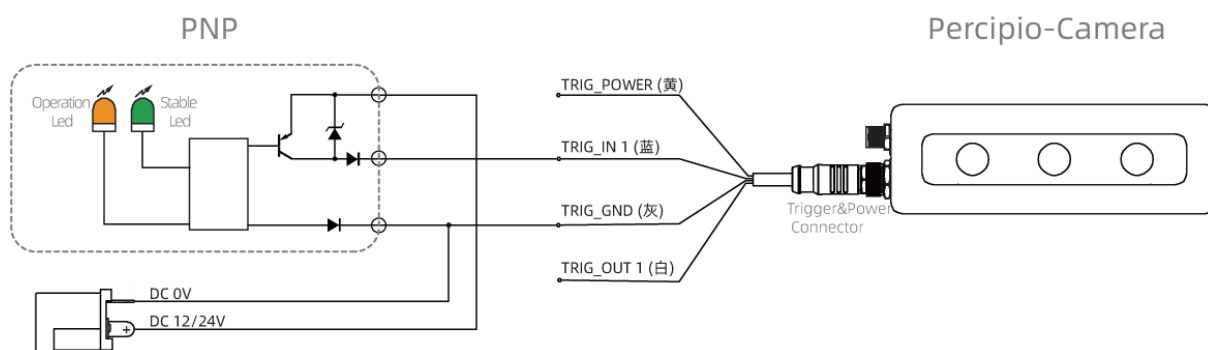 PNP
Percipio-Camera
Operation
Led
Stable
Led
TRIG_POWER (黄)
TRIG_IN 1 (蓝)
TRIG_GND (灰)
TRIG_OUT 1 (白)
Trigger&Power
Connector
DC 0V
DC 12/24V
+